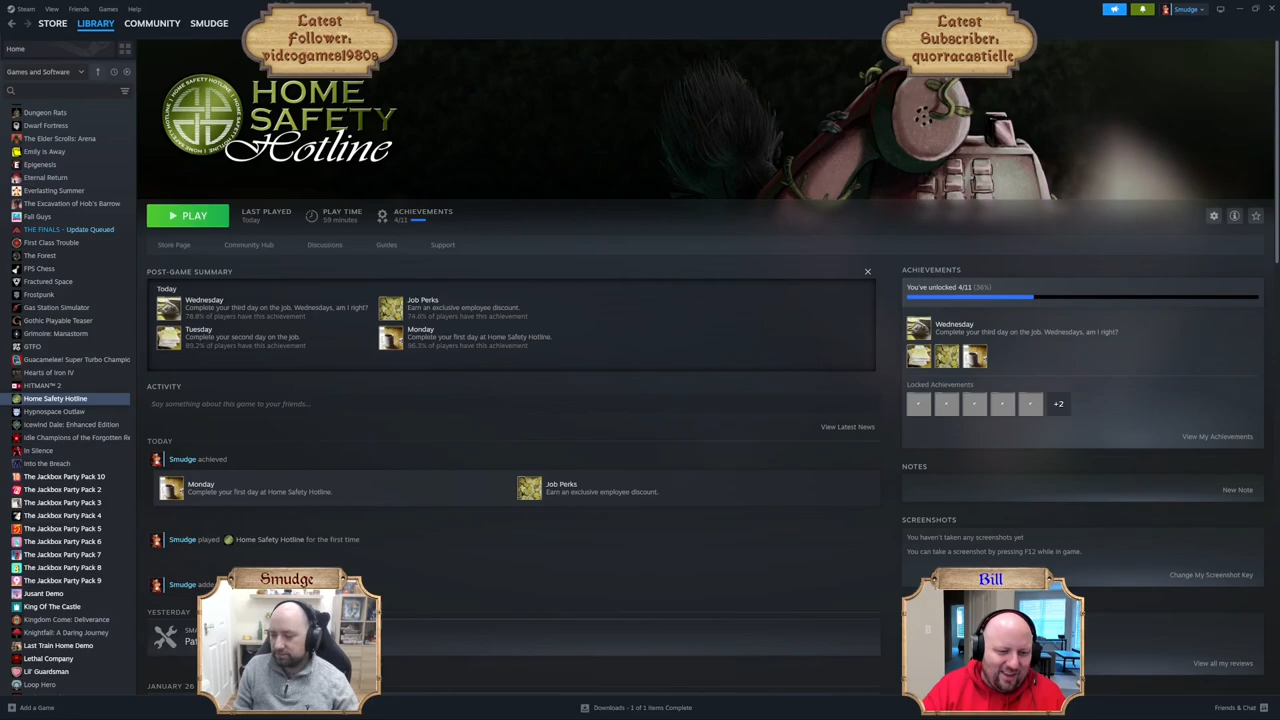 Steam View Friends Games Help
Smudge
STORE LIBRARY COMMUNITY SMUDGE
Latest
Follower:
videogames1980s
Latest
Subscriber:
quorracastielle
Home
Games and Software
Dungeon Rats
Dwarf Fortress
The Elder Scrolls: Arena
Emily is Away
Epigenesis
Eternal Return
Everlasting Summer
The Excavation of Hob's Barrow
Fall Guys
THE FINALS - Update Queued
First Class Trouble
The Forest
FPS Chess
Fractured Space
Frostpunk
Gas Station Simulator
Gothic Playable Teaser
Grimoire: Manastorm
GTFO
Guacamelee! Super Turbo Champio
Hearts of Iron IV
HITMAN™ 2
Home Safety Hotline
Hypnospace Outlaw
Icewind Dale: Enhanced Edition
Idle Champions of the Forgotten Re
In Silence
Into the Breach
The Jackbox Party Pack 10
The Jackbox Party Pack 2
The Jackbox Party Pack 3
The Jackbox Party Pack 4
The Jackbox Party Pack 5
The Jackbox Party Pack 6
The Jackbox Party Pack 7
The Jackbox Party Pack 8
The Jackbox Party Pack 9
Jusant Demo
King Of The Castle
Kingdom Come: Deliverance
Knightfall: A Daring Journey
Last Train Home Demo
Lethal Company
Lil' Guardsman
Loop Hero
Add a Game
HOME SAFETY HOTLINE
HOME
SAFETY
Hotline
PLAY
LAST PLAYED
Today
PLAY TIME
59 minutes
ACHIEVEMENTS
4/11
Store Page Community Hub Discussions Guides Support
POST-GAME SUMMARY
Today
Wednesday
Complete your third day on the job. Wednesdays, am I right?
78.8% of players have this achievement
Job Perks
Earn an exclusive employee discount.
74.6% of players have this achievement
Tuesday
Complete your second day on the job.
89.2% of players have this achievement
Monday
Complete your first day at Home Safety Hotline.
96.3% of players have this achievement
ACTIVITY
Say something about this game to your friends...
View Latest News
TODAY
Smudge achieved
Monday
Complete your first day at Home Safety Hotline.
Job Perks
Earn an exclusive employee discount.
Smudge played Home Safety Hotline for the first time
Smudge adde
YESTERDAY
SMA
Pat
JANUARY 26
Smudge
Bill
ACHIEVEMENTS
You've unlocked 4/11 (36%)
Wednesday
Complete your third day on the job. Wednesdays, am I right?
Locked Achievements
+2
View My Achievements
NOTES
New Note
SCREENSHOTS
You haven't taken any screenshots yet
You can take a screenshot by pressing F12 while in game.
Change My Screenshot Key
View all my reviews
Downloads - 1 of 1 Items Complete
Friends & Chat